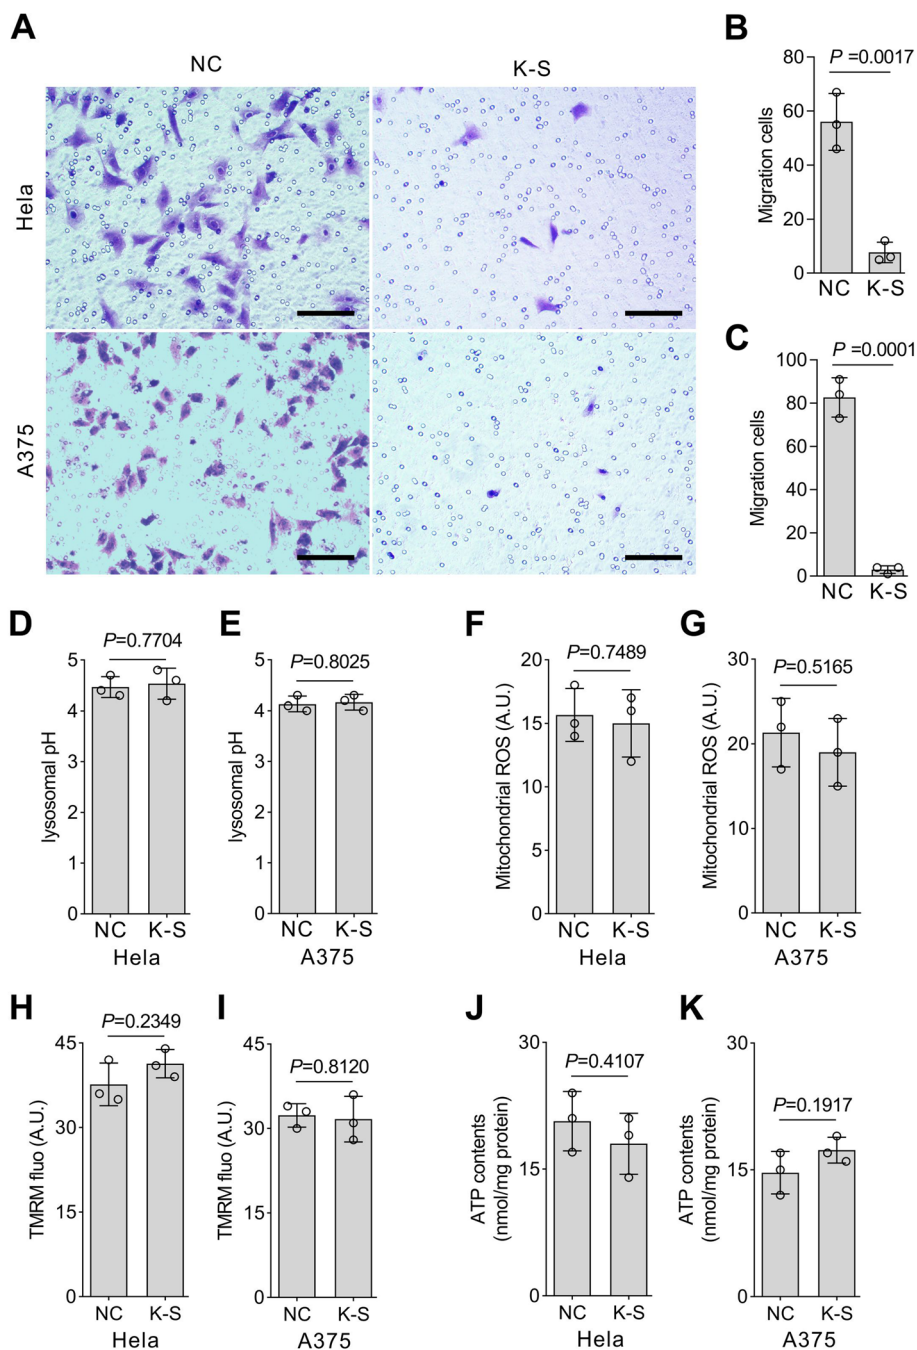 A
NC
K-S
Hela
A375
B
P =0.0017
Migration cells
80
60
40
20
0
NC
K-S
C
P =0.0001
Migration cells
100
80
60
40
20
0
NC
K-S
D
P=0.7704
lysosomal pH
5
4
3
2
1
0
NC
K-S
Hela
E
P=0.8025
lysosomal pH
5
4
3
2
1
0
NC
K-S
A375
F
P=0.7489
Mitochondrial ROS (A.U.)
20
15
10
5
0
NC
K-S
Hela
G
P=0.5165
Mitochondrial ROS (A.U.)
30
20
10
0
NC
K-S
A375
H
P=0.2349
TMRM fluo (A.U.)
45
30
15
0
NC
K-S
Hela
I
P=0.8120
TMRM fluo (A.U.)
45
30
15
0
NC
K-S
A375
J
P=0.4107
ATP contents
(nmol/mg protein)
30
15
0
NC
K-S
Hela
K
P=0.1917
ATP contents
(nmol/mg protein)
30
15
0
NC
K-S
A375